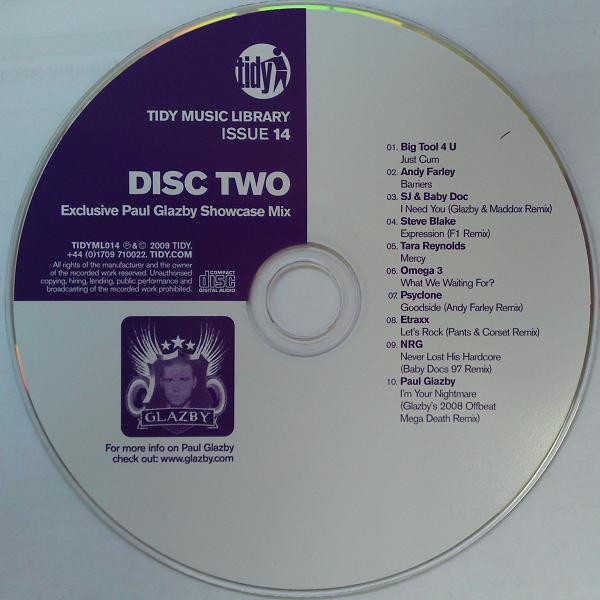 tidy
TIDY MUSIC LIBRARY
ISSUE 14
DISC TWO
Exclusive Paul Glazby Showcase Mix
TIDYML014 ℗ & © 2009 TIDY.
+44 (0)1709 710022. TIDY.COM
All rights of the manufacturer and the owner
of the recorded work reserved. Unauthorised
copying, hiring, lending, public performance and
broadcasting of the recorded work prohibited.
COMPACT
disc
DIGITAL AUDIO
GLAZBY
For more info on Paul Glazby
check out: www.glazby.com
01. Big Tool 4 U
Just Cum
02. Andy Farley
Barriers
03. SJ & Baby Doc
I Need You (Glazby & Maddox Remix)
04. Steve Blake
Expression (F1 Remix)
05. Tara Reynolds
Mercy
06. Omega 3
What We Waiting For?
07. Psyclone
Goodside (Andy Farley Remix)
08. Etraxx
Let's Rock (Pants & Corset Remix)
09. NRG
Never Lost His Hardcore
(Baby Docs 97 Remix)
10. Paul Glazby
I'm Your Nightmare
(Glazby's 2008 Offbeat
Mega Death Remix)